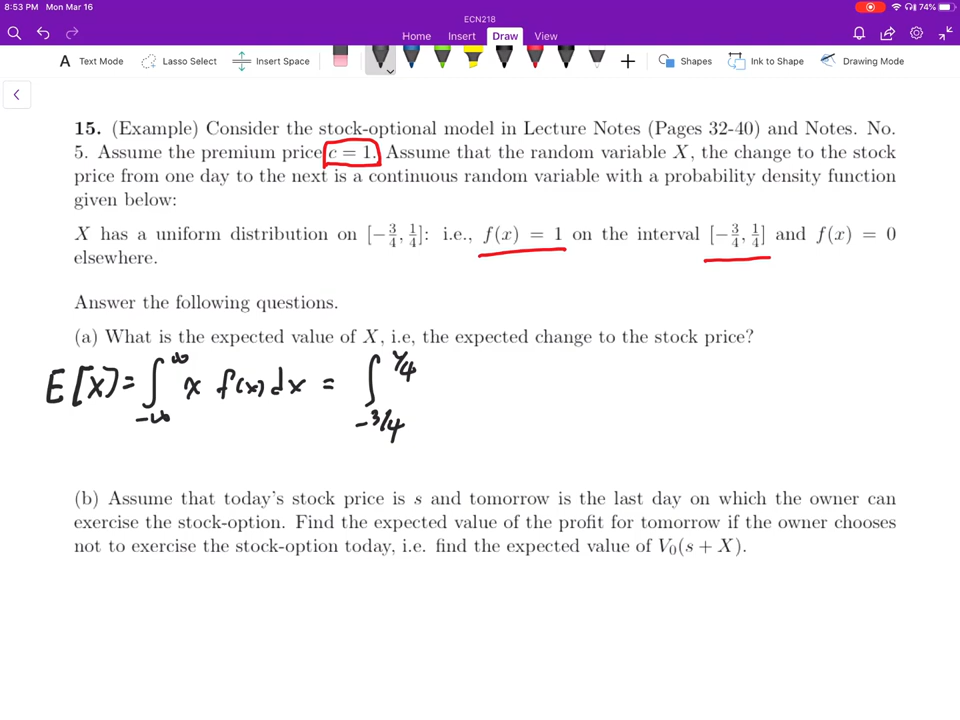 8:53 PM Mon Mar 16
74%
ECN218
Home Insert Draw View
A Text Mode Lasso Select Insert Space Shapes Ink to Shape Drawing Mode
15. (Example) Consider the stock-optional model in Lecture Notes (Pages 32-40) and Notes. No.
5. Assume the premium price c = 1. Assume that the random variable X, the change to the stock
price from one day to the next is a continuous random variable with a probability density function
given below:
X has a uniform distribution on [−3/4, 1/4]: i.e., f(x) = 1 on the interval [−3/4, 1/4] and f(x) = 0
elsewhere.
Answer the following questions.
(a) What is the expected value of X, i.e, the expected change to the stock price?
E[X] = ∫_{-∞}^{∞} x f(x) dx = ∫_{-3/4}^{1/4}
(b) Assume that today's stock price is s and tomorrow is the last day on which the owner can
exercise the stock-option. Find the expected value of the profit for tomorrow if the owner chooses
not to exercise the stock-option today, i.e. find the expected value of V₀(s + X).